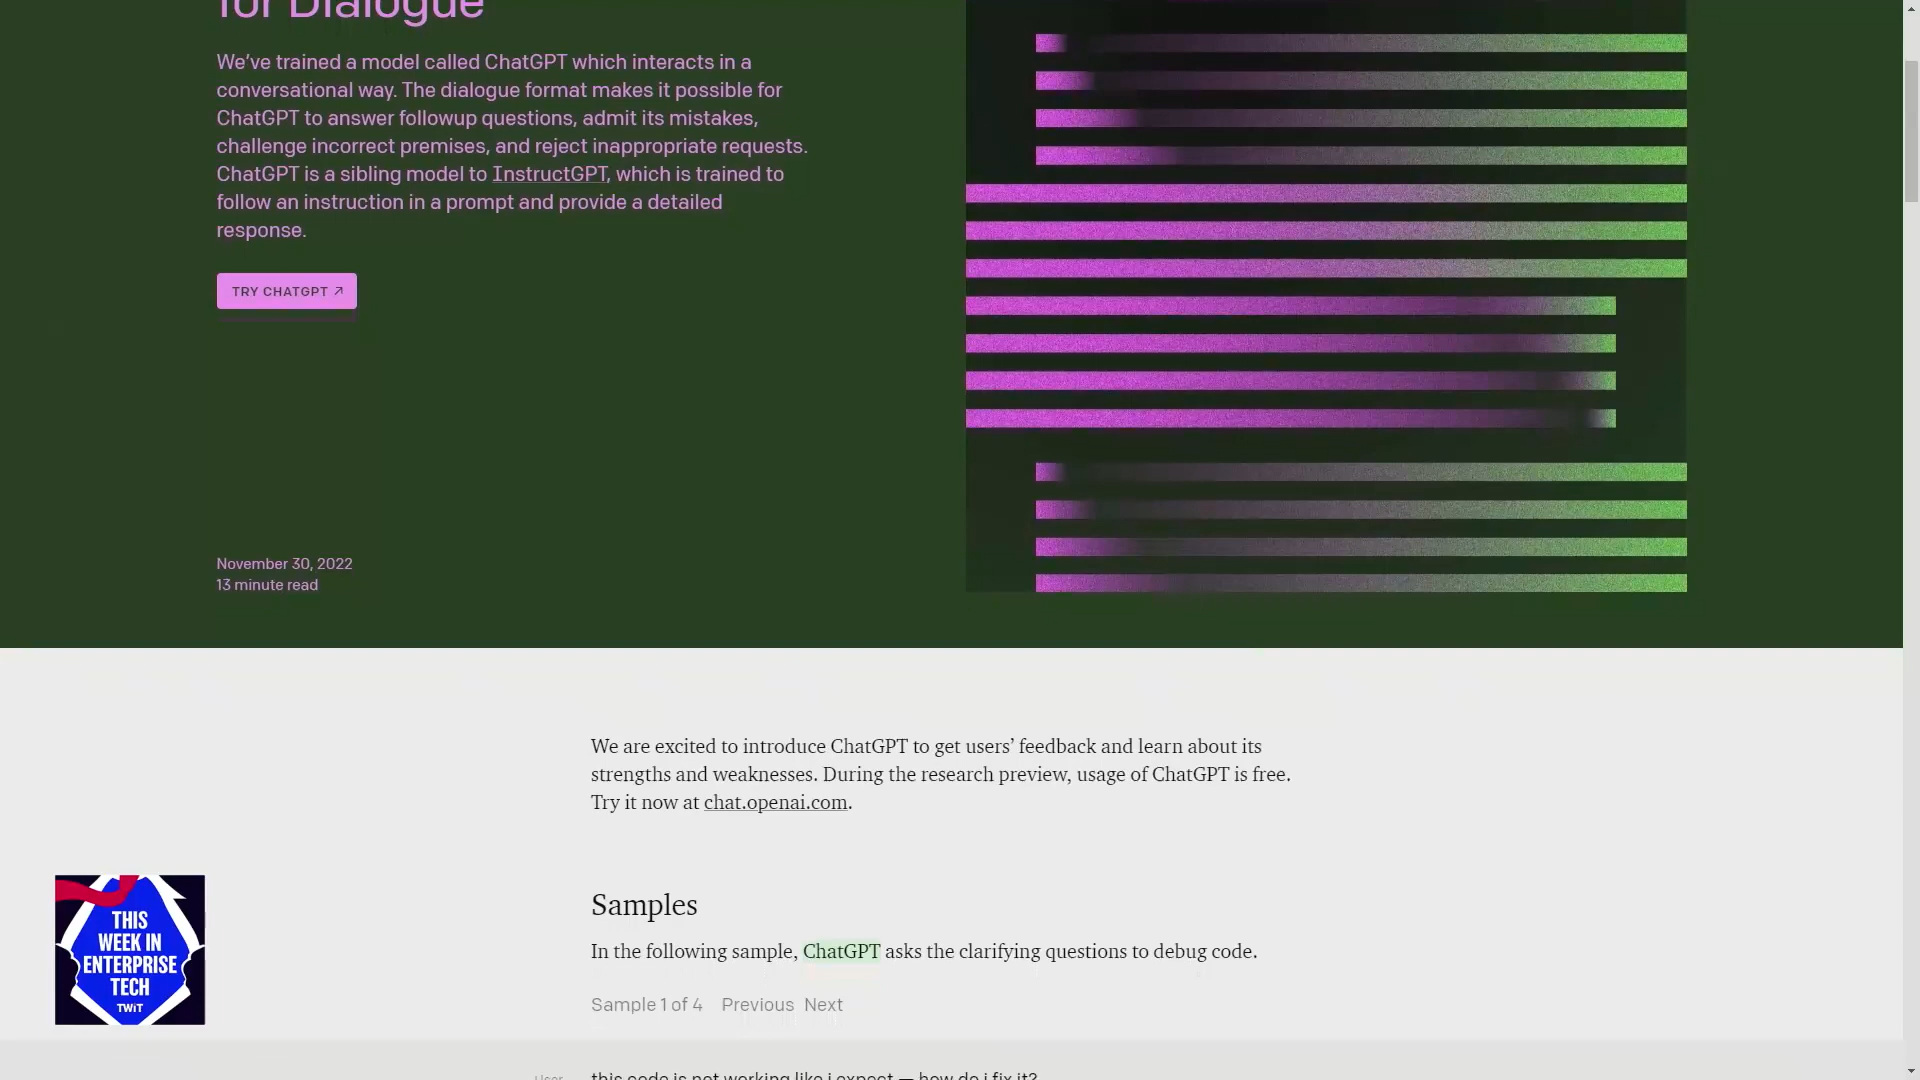 for Dialogue
We’ve trained a model called ChatGPT which interacts in a
conversational way. The dialogue format makes it possible for
ChatGPT to answer followup questions, admit its mistakes,
challenge incorrect premises, and reject inappropriate requests.
ChatGPT is a sibling model to InstructGPT, which is trained to
follow an instruction in a prompt and provide a detailed
response.
TRY CHATGPT ↗
November 30, 2022
13 minute read
We are excited to introduce ChatGPT to get users’ feedback and learn about its
strengths and weaknesses. During the research preview, usage of ChatGPT is free.
Try it now at chat.openai.com.
Samples
In the following sample, ChatGPT asks the clarifying questions to debug code.
Sample 1 of 4 Previous Next
User this code is not working like i expect — how do i fix it?
THIS
WEEK IN
ENTERPRISE
TECH
TWiT